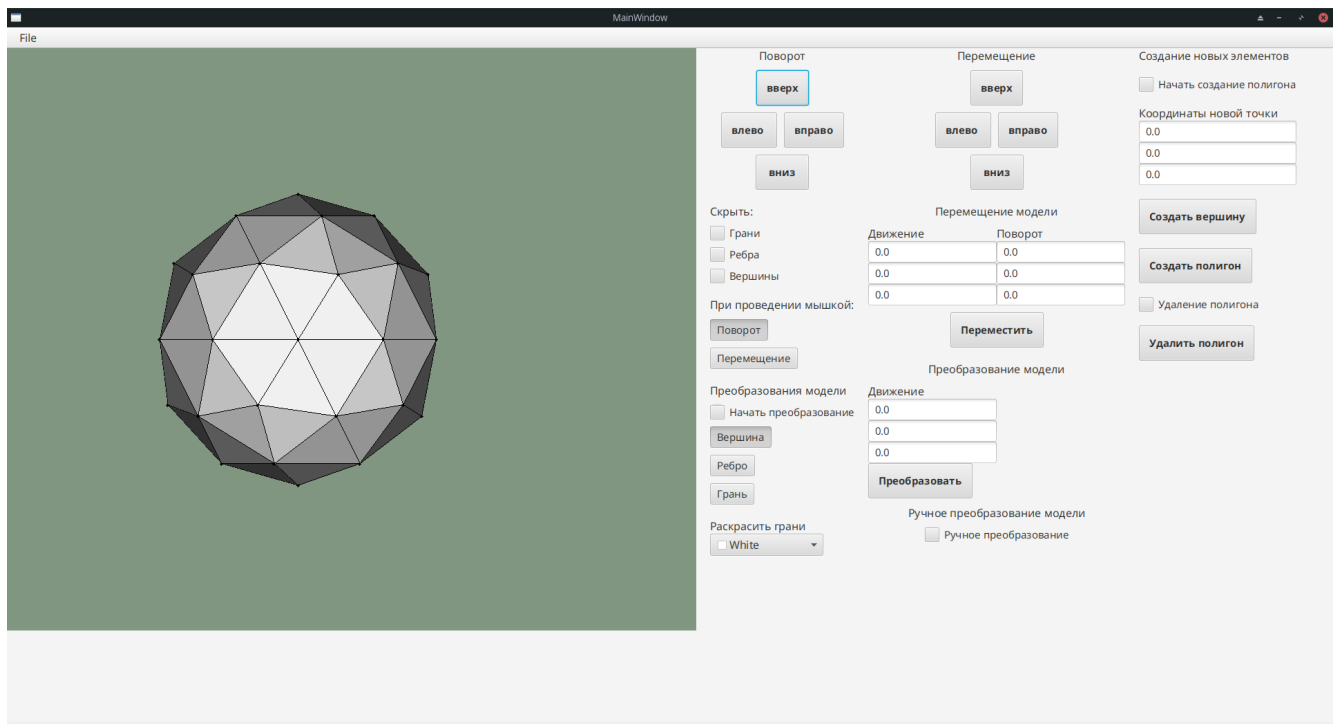 MainWindow
File
Поворот
вверх
влево
вправо
вниз
Перемещение
вверх
влево
вправо
вниз
Создание новых элементов
Начать создание полигона
Координаты новой точки
0.0
0.0
0.0
Создать вершину
Создать полигон
Удаление полигона
Удалить полигон
Скрыть:
Грани
Ребра
Вершины
При проведении мышкой:
Поворот
Перемещение
Преобразования модели
Начать преобразование
Вершина
Ребро
Грань
Раскрасить грани
White
Перемещение модели
Движение Поворот
0.0 0.0
0.0 0.0
0.0 0.0
Переместить
Преобразование модели
Движение
0.0
0.0
0.0
Преобразовать
Ручное преобразование модели
Ручное преобразование